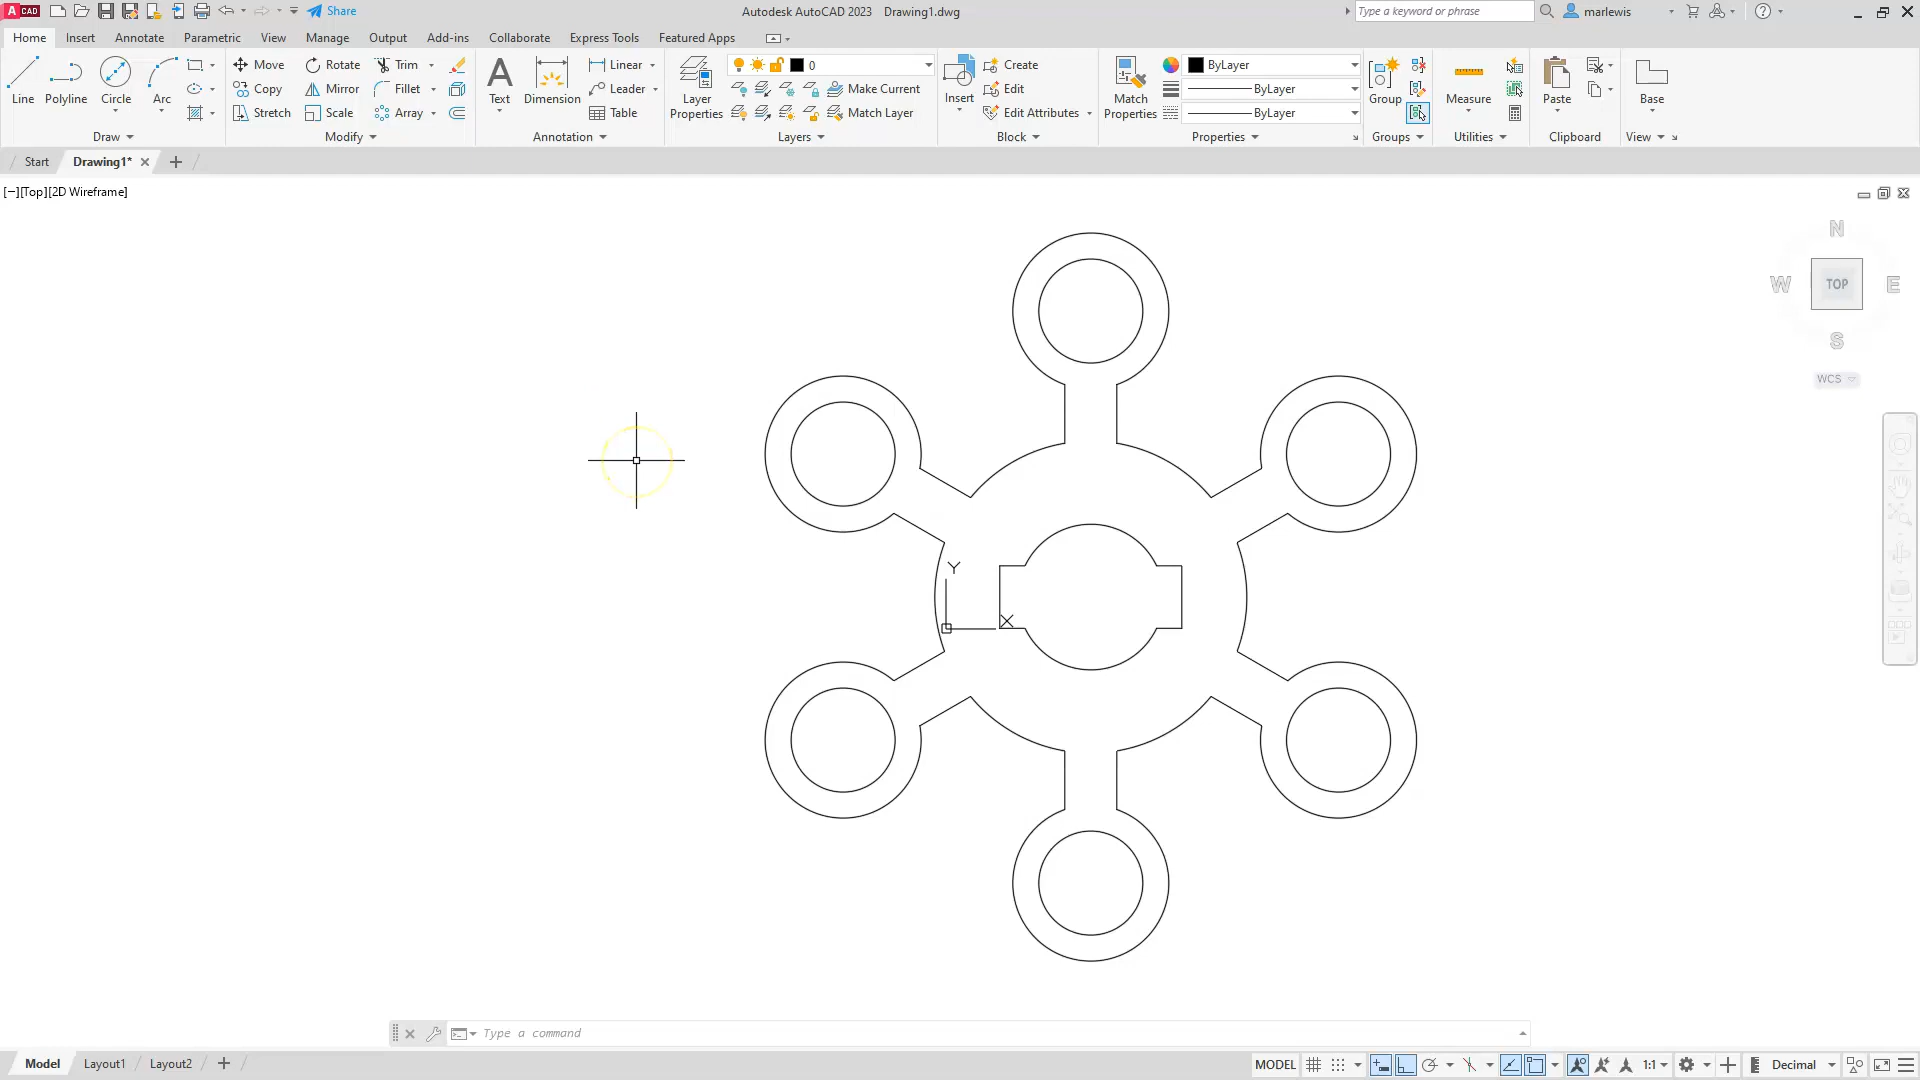 A CAD Share Autodesk AutoCAD 2023 Drawing1.dwg Type a keyword or phrase marlewis
Home Insert Annotate Parametric View Manage Output Add-ins Collaborate Express Tools Featured Apps
Line Polyline Circle Arc
Draw
Move Rotate Trim
Copy Mirror Fillet
Stretch Scale Array
Modify
Text Dimension
Linear
Leader
Table
Annotation
Layer Properties
0
Make Current
Match Layer
Layers
Insert
Create
Edit
Edit Attributes
Block
Match Properties
ByLayer
ByLayer
ByLayer
Properties
Group
Groups
Measure
Utilities
Paste
Clipboard
Base
View
Start Drawing1*
[−][Top][2D Wireframe]
N
W TOP E
S
WCS
Y
X
Type a command
Model Layout1 Layout2
MODEL 1:1 Decimal